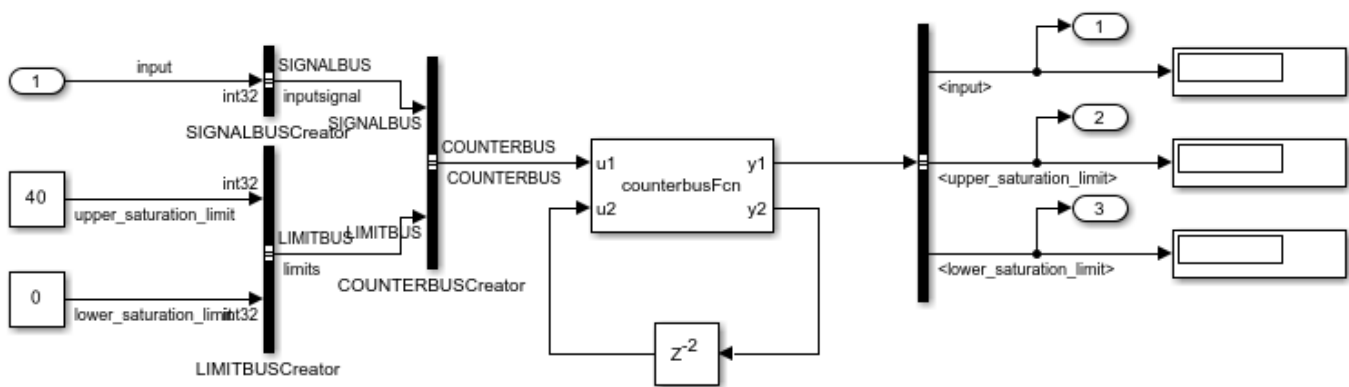 1
input
int32
SIGNALBUS
inputsignal
SIGNALBUSCreator
SIGNALBUS
40
int32
upper_saturation_limit
LIMITBUS
limits
LIMITBUS
0
lower_saturation_limit
int32
LIMITBUSCreator
COUNTERBUSCreator
COUNTERBUS
COUNTERBUS
u1
u2
counterbusFcn
y1
y2
Z-2
1
<input>
2
<upper_saturation_limit>
3
<lower_saturation_limit>